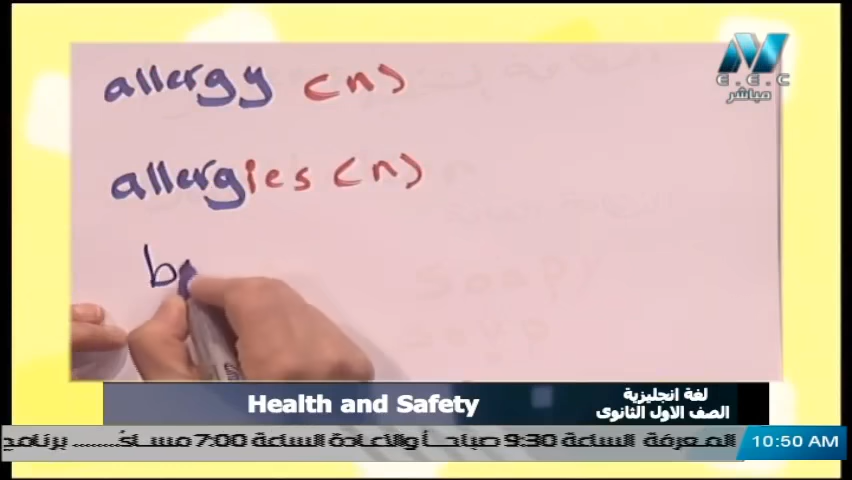 allergy (n)
allergies (n)
be
E.E.C
مباشر
Health and Safety
لغة انجليزية
الصف الاول الثانوى
المعرفة الساعة 9:30 صباحاً والاعادة الساعة 7:00 مساءً ........ برنامج
10:50 AM